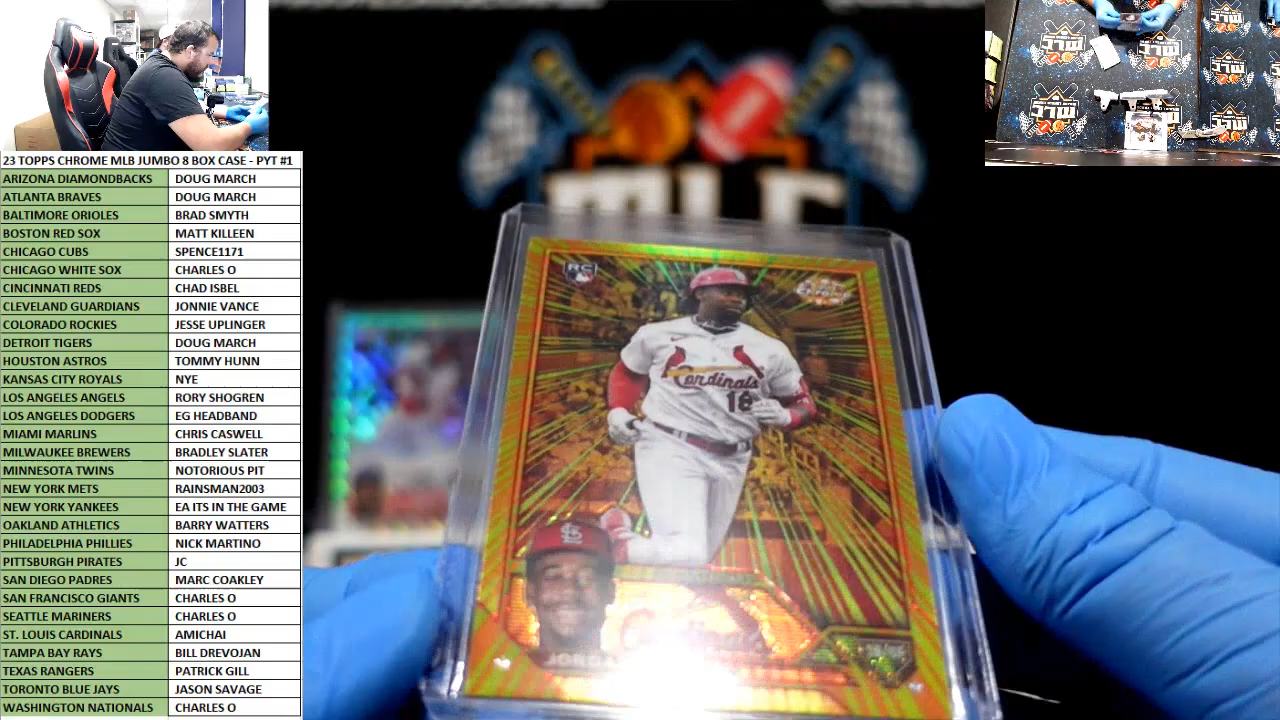 23 TOPPS CHROME MLB JUMBO 8 BOX CASE - PYT #1
ARIZONA DIAMONDBACKS DOUG MARCH
ATLANTA BRAVES DOUG MARCH
BALTIMORE ORIOLES BRAD SMYTH
BOSTON RED SOX MATT KILLEEN
CHICAGO CUBS SPENCE1171
CHICAGO WHITE SOX CHARLES O
CINCINNATI REDS CHAD ISBEL
CLEVELAND GUARDIANS JONNIE VANCE
COLORADO ROCKIES JESSE UPLINGER
DETROIT TIGERS DOUG MARCH
HOUSTON ASTROS TOMMY HUNN
KANSAS CITY ROYALS NYE
LOS ANGELES ANGELS RORY SHOGREN
LOS ANGELES DODGERS EG HEADBAND
MIAMI MARLINS CHRIS CASWELL
MILWAUKEE BREWERS BRADLEY SLATER
MINNESOTA TWINS NOTORIOUS PIT
NEW YORK METS RAINSMAN2003
NEW YORK YANKEES EA ITS IN THE GAME
OAKLAND ATHLETICS BARRY WATTERS
PHILADELPHIA PHILLIES NICK MARTINO
PITTSBURGH PIRATES JC
SAN DIEGO PADRES MARC COAKLEY
SAN FRANCISCO GIANTS CHARLES O
SEATTLE MARINERS CHARLES O
ST. LOUIS CARDINALS AMICHAI
TAMPA BAY RAYS BILL DREVOJAN
TEXAS RANGERS PATRICK GILL
TORONTO BLUE JAYS JASON SAVAGE
WASHINGTON NATIONALS CHARLES O
RC
Cardinals
18